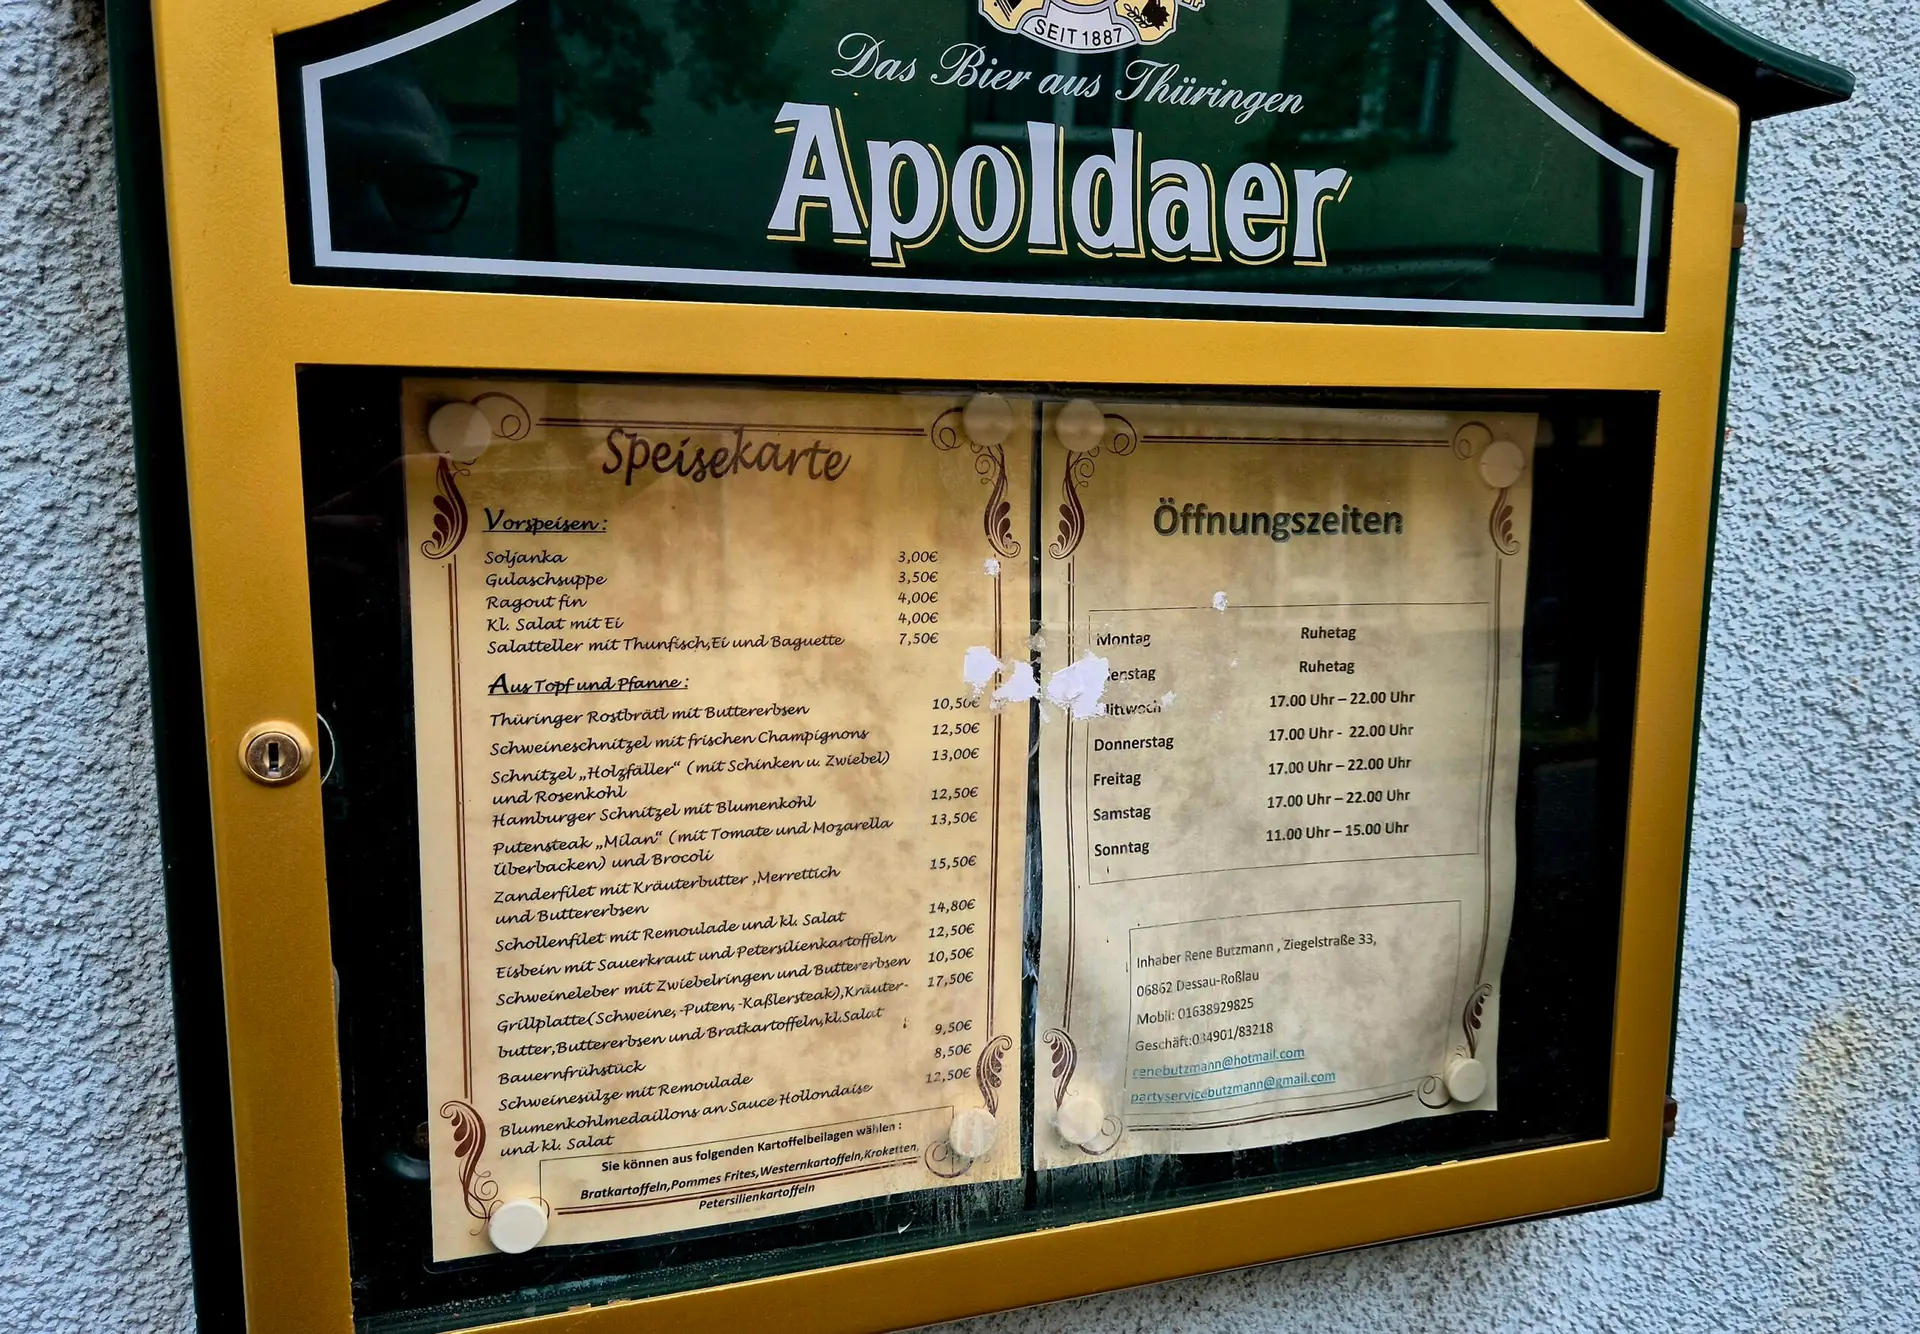 SEIT 1887
Das Bier aus Thüringen
Apoldaer
Speisekarte
Vorspeisen:
Soljanka 3,00€
Gulaschsuppe 3,50€
Ragout fin 4,00€
Kl. Salat mit Ei 4,00€
Salatteller mit Thunfisch,Ei und Baguette 7,50€
Aus Topf und Pfanne:
Thüringer Rostbrätl mit Buttererbsen 10,50€
Schweineschnitzel mit frischen Champignons 12,50€
Schnitzel „Holzfäller“ (mit Schinken u. Zwiebel) 13,00€
und Rosenkohl
Hamburger Schnitzel mit Blumenkohl 12,50€
Putensteak „Milan“ (mit Tomate und Mozarella 13,50€
Überbacken) und Brocoli
Zanderfilet mit Kräuterbutter ,Merrettich 15,50€
und Buttererbsen
Schollenfilet mit Remoulade und kl. Salat 14,80€
Eisbein mit Sauerkraut und Petersilienkartoffeln 12,50€
Schweineleber mit Zwiebelringen und Buttererbsen 10,50€
Grillplatte(Schweine,-Puten,-Kaßlersteak),Kräuter- 17,50€
butter,Buttererbsen und Bratkartoffeln,kl.Salat
Bauernfrühstück 9,50€
Schweinesülze mit Remoulade 8,50€
Blumenkohlmedaillons an Sauce Hollondaise 12,50€
und kl. Salat
Sie können aus folgenden Kartoffelbeilagen wählen :
Bratkartoffeln,Pommes Frites,Westernkartoffeln,Kroketten,
Petersilienkartoffeln
Öffnungszeiten
Montag Ruhetag
Dienstag Ruhetag
Mittwoch 17.00 Uhr – 22.00 Uhr
Donnerstag 17.00 Uhr - 22.00 Uhr
Freitag 17.00 Uhr – 22.00 Uhr
Samstag 17.00 Uhr – 22.00 Uhr
Sonntag 11.00 Uhr – 15.00 Uhr
Inhaber Rene Butzmann , Ziegelstraße 33,
06862 Dessau-Roßlau
Mobil: 01638929825
Geschäft:034901/83218
renebutzmann@hotmail.com
partyservicebutzmann@gmail.com